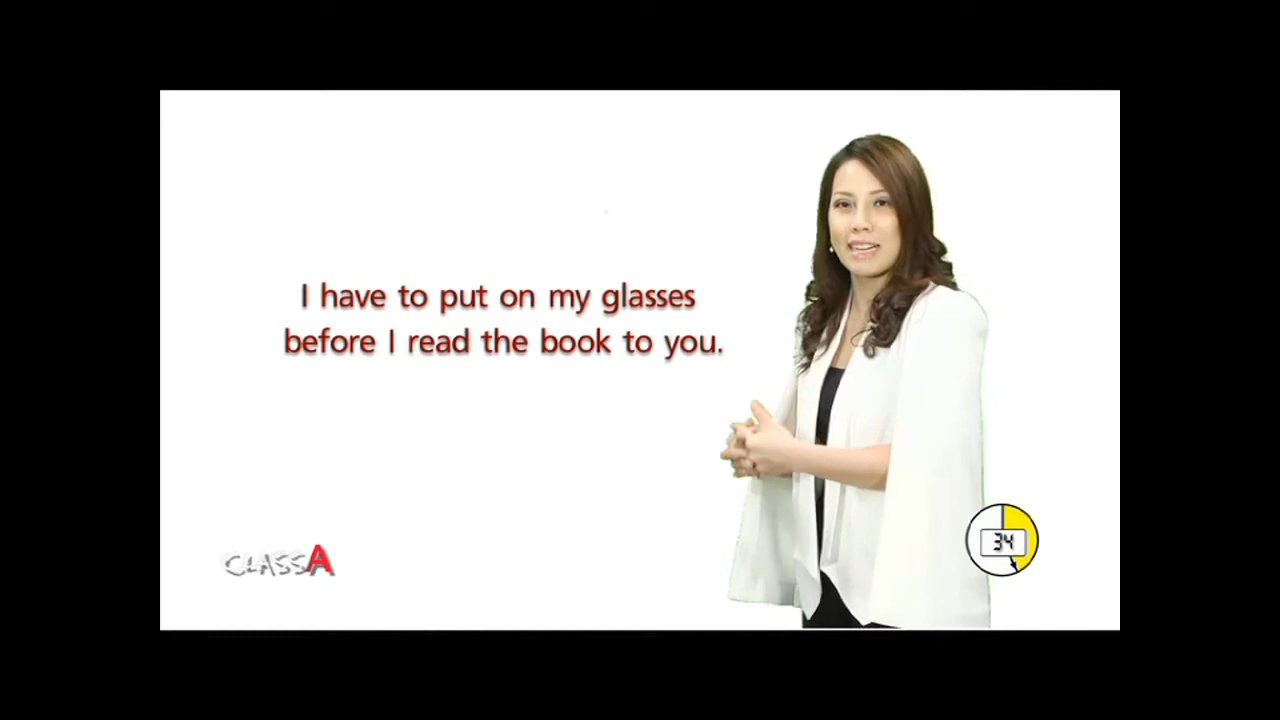 I have to put on my glasses
before I read the book to you.
CLASSA
34